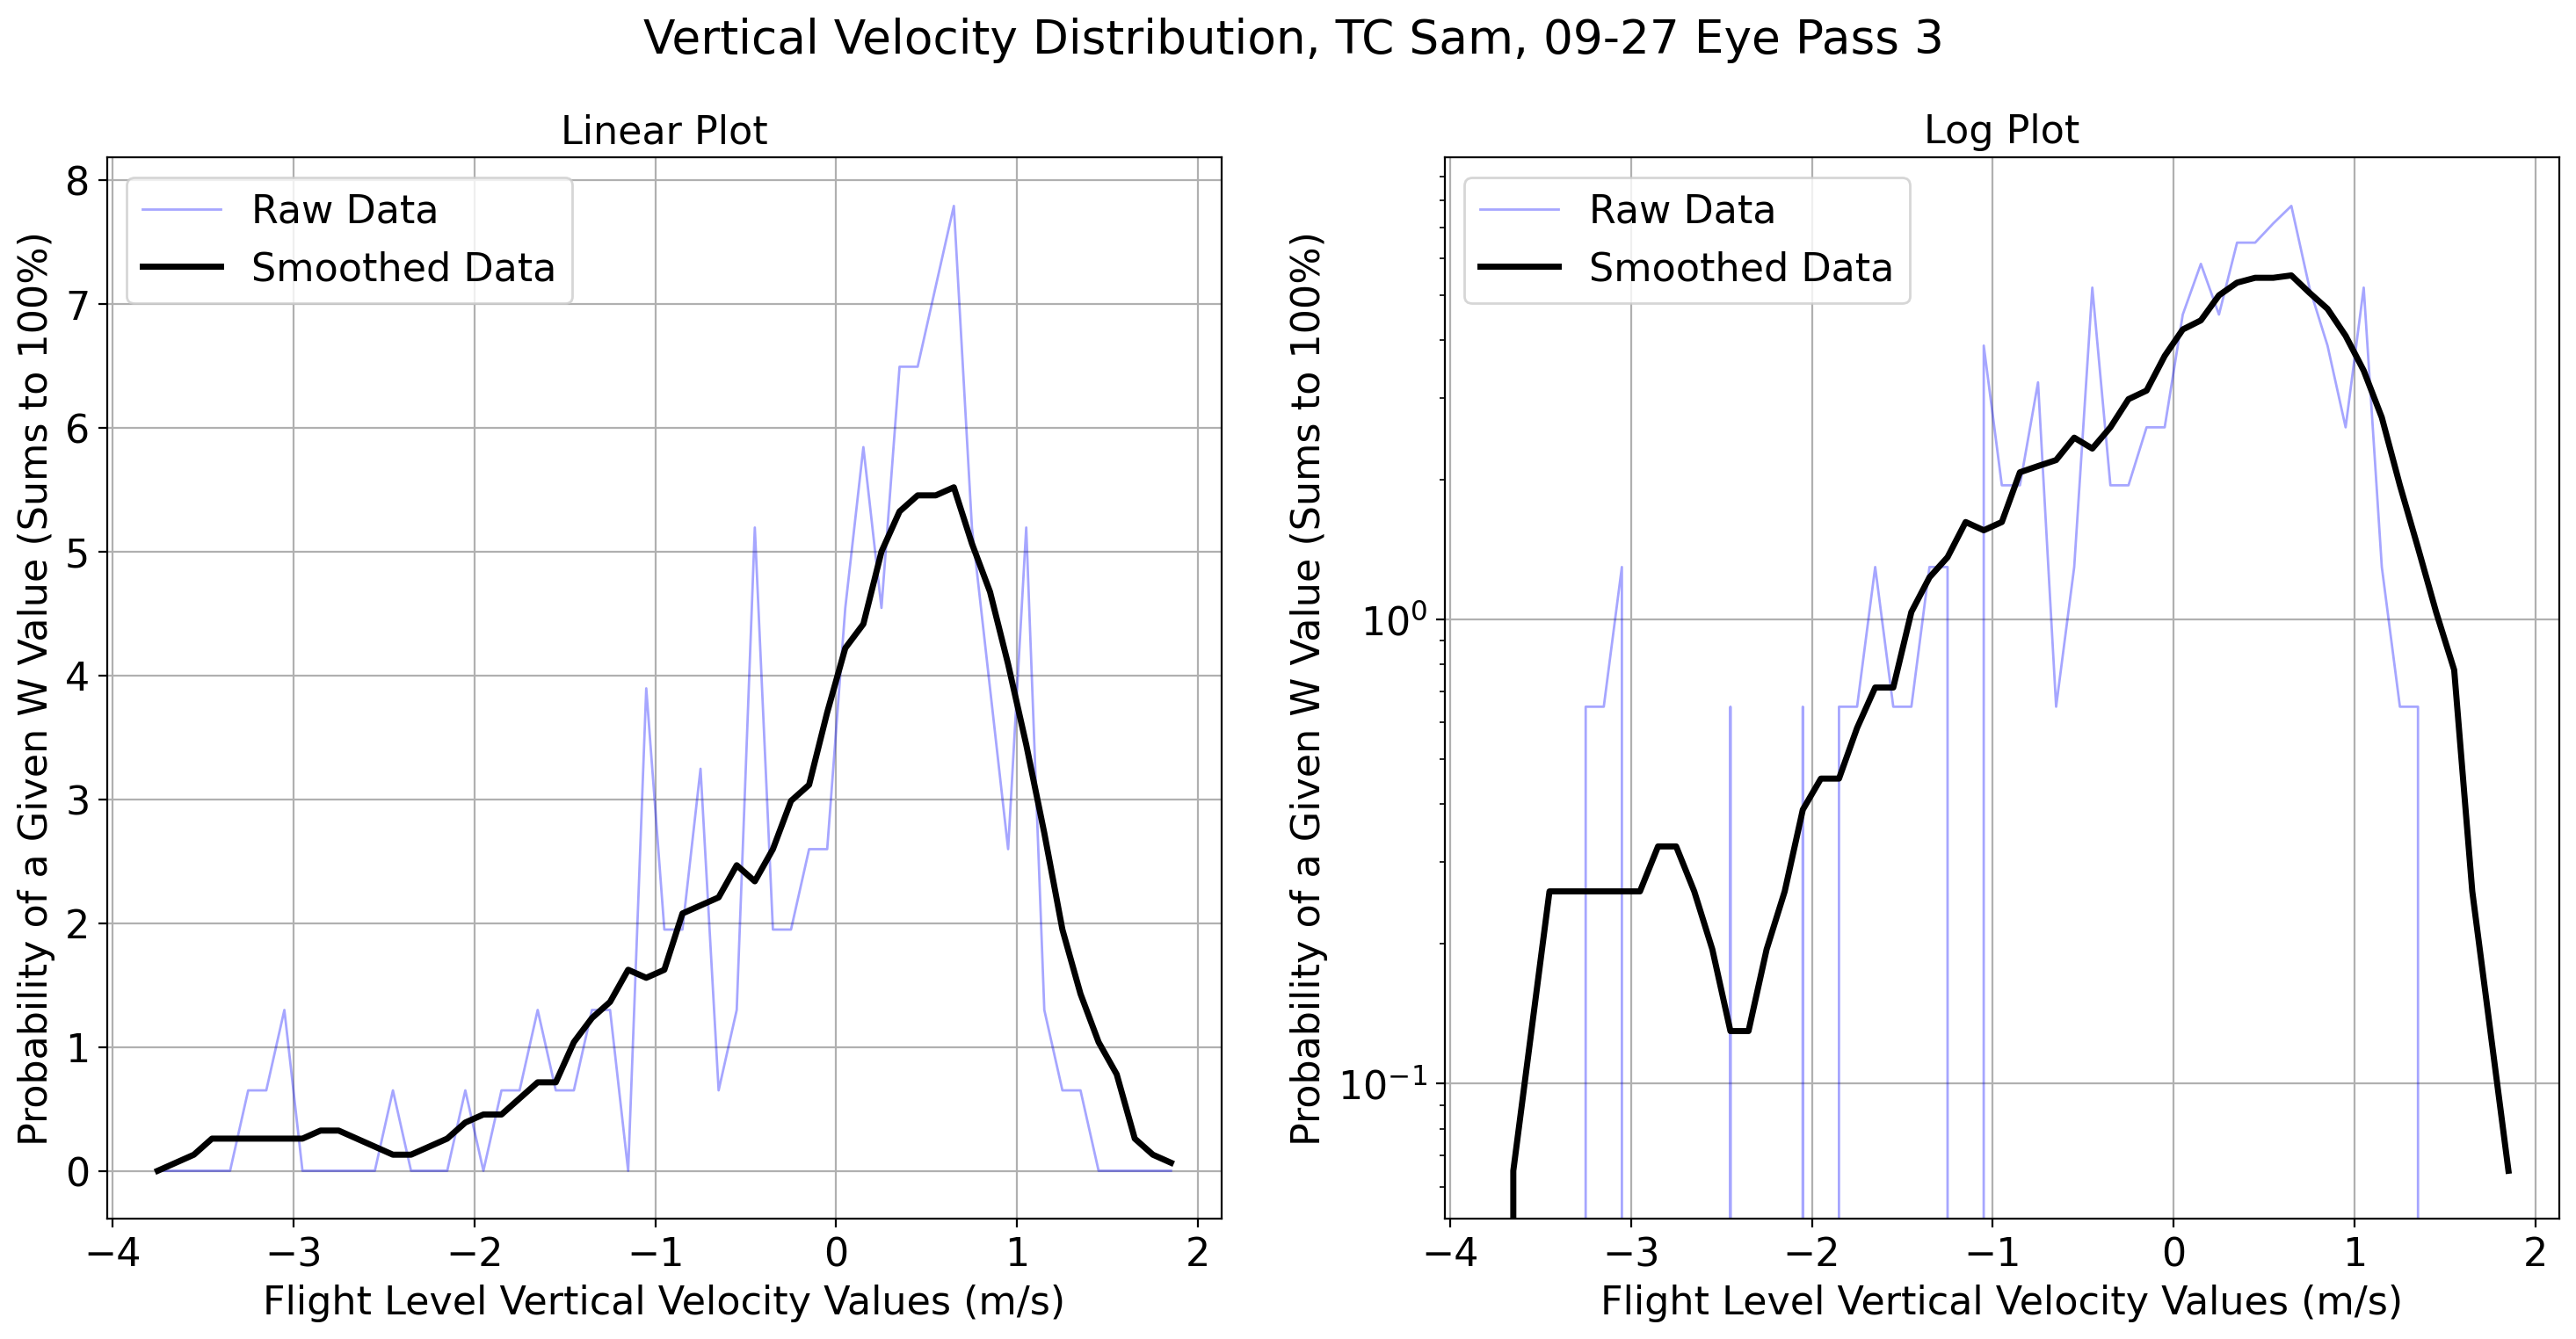 Vertical Velocity Distribution, TC Sam, 09-27 Eye Pass 3
Linear Plot
Raw Data
Smoothed Data
8
7
6
5
4
3
2
1
0
Probability of a Given W Value (Sums to 100%)
−4
−3
−2
−1
0
1
2
Flight Level Vertical Velocity Values (m/s)
Log Plot
Raw Data
Smoothed Data
10⁰
10⁻¹
Probability of a Given W Value (Sums to 100%)
−4
−3
−2
−1
0
1
2
Flight Level Vertical Velocity Values (m/s)